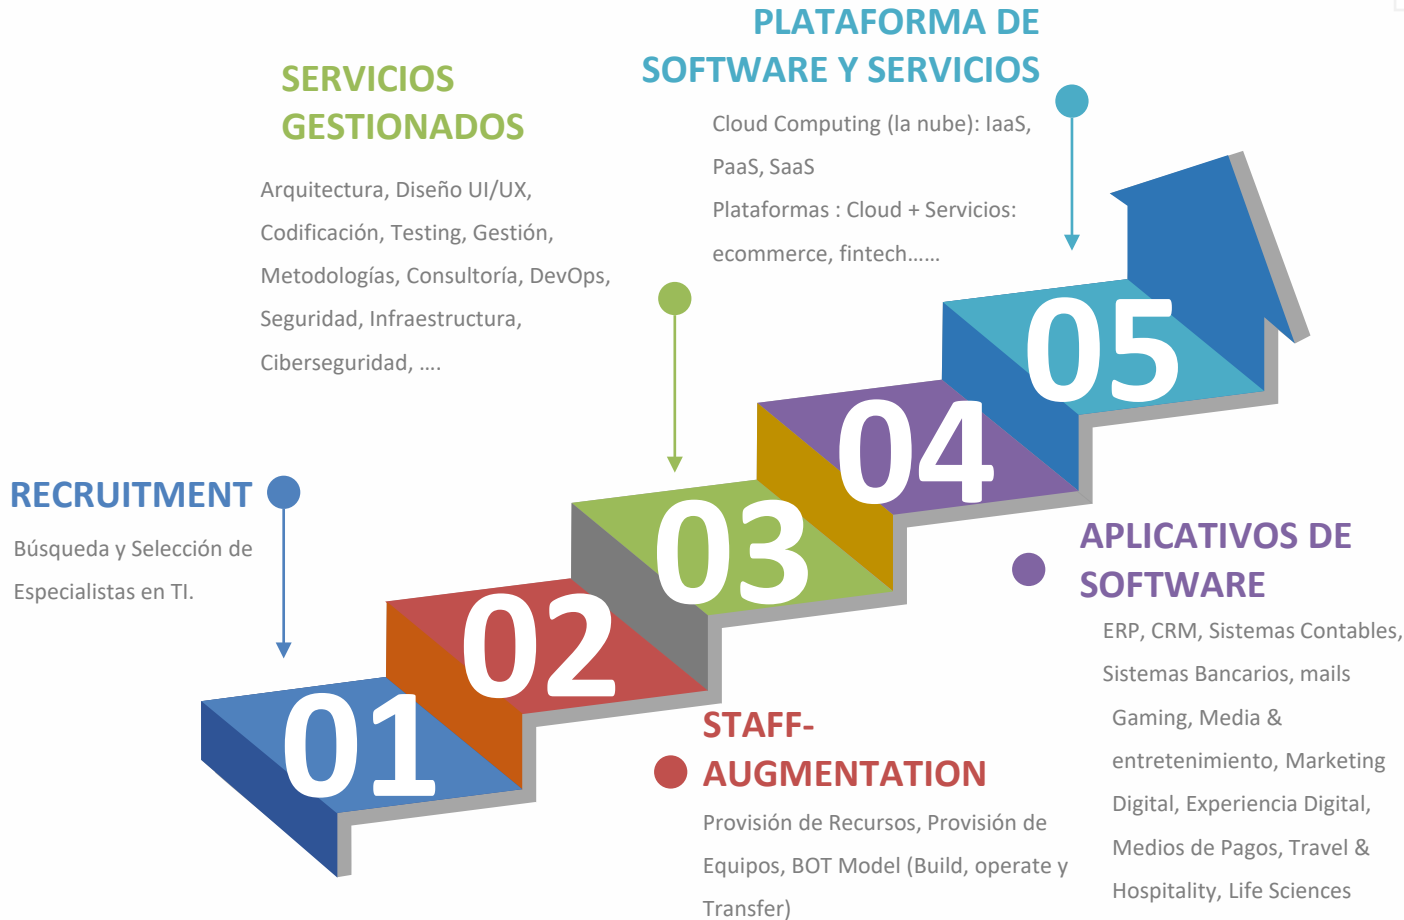 PLATAFORMA DE
SOFTWARE Y SERVICIOS
Cloud Computing (la nube): IaaS,
PaaS, SaaS
Plataformas : Cloud + Servicios:
ecommerce, fintech......
SERVICIOS
GESTIONADOS
Arquitectura, Diseño UI/UX,
Codificación, Testing, Gestión,
Metodologías, Consultoría, DevOps,
Seguridad, Infraestructura,
Ciberseguridad, ....
05
04
03
RECRUITMENT
Búsqueda y Selección de
Especialistas en TI.
02
01
APLICATIVOS DE
SOFTWARE
ERP, CRM, Sistemas Contables,
Sistemas Bancarios, mails
Gaming, Media &
entretenimiento, Marketing
Digital, Experiencia Digital,
Medios de Pagos, Travel &
Hospitality, Life Sciences
STAFF-
AUGMENTATION
Provisión de Recursos, Provisión de
Equipos, BOT Model (Build, operate y
Transfer)